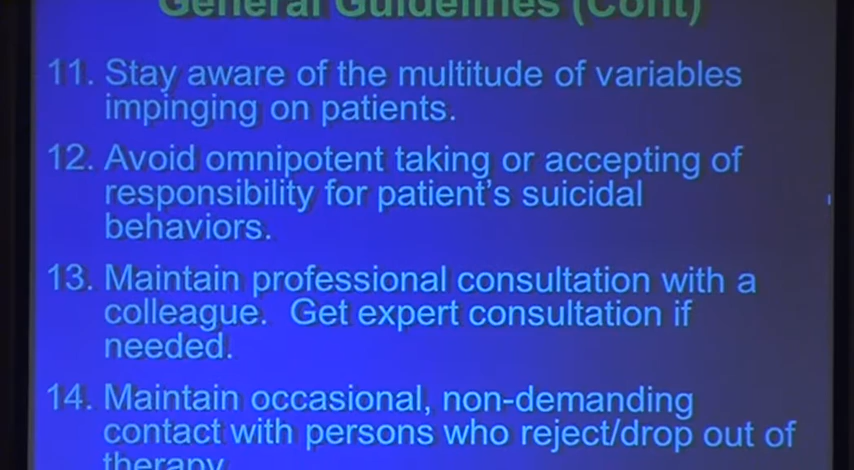 General Guidelines (Cont)
11. Stay aware of the multitude of variables
impinging on patients.
12. Avoid omnipotent taking or accepting of
responsibility for patient's suicidal
behaviors.
13. Maintain professional consultation with a
colleague. Get expert consultation if
needed.
14. Maintain occasional, non-demanding
contact with persons who reject/drop out of
therapy